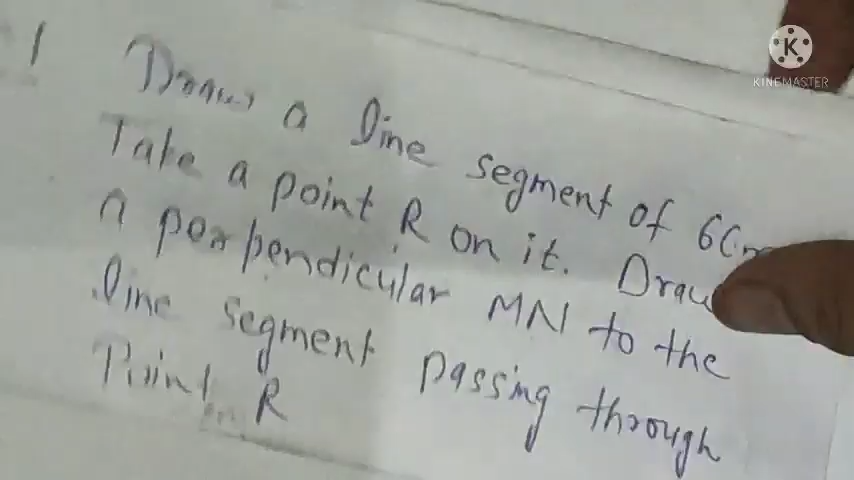 1 Draw a line segment of 6cm
Take a point R on it. Draw
a perpendicular MN to the
line segment passing through
Point R
KINEMASTER